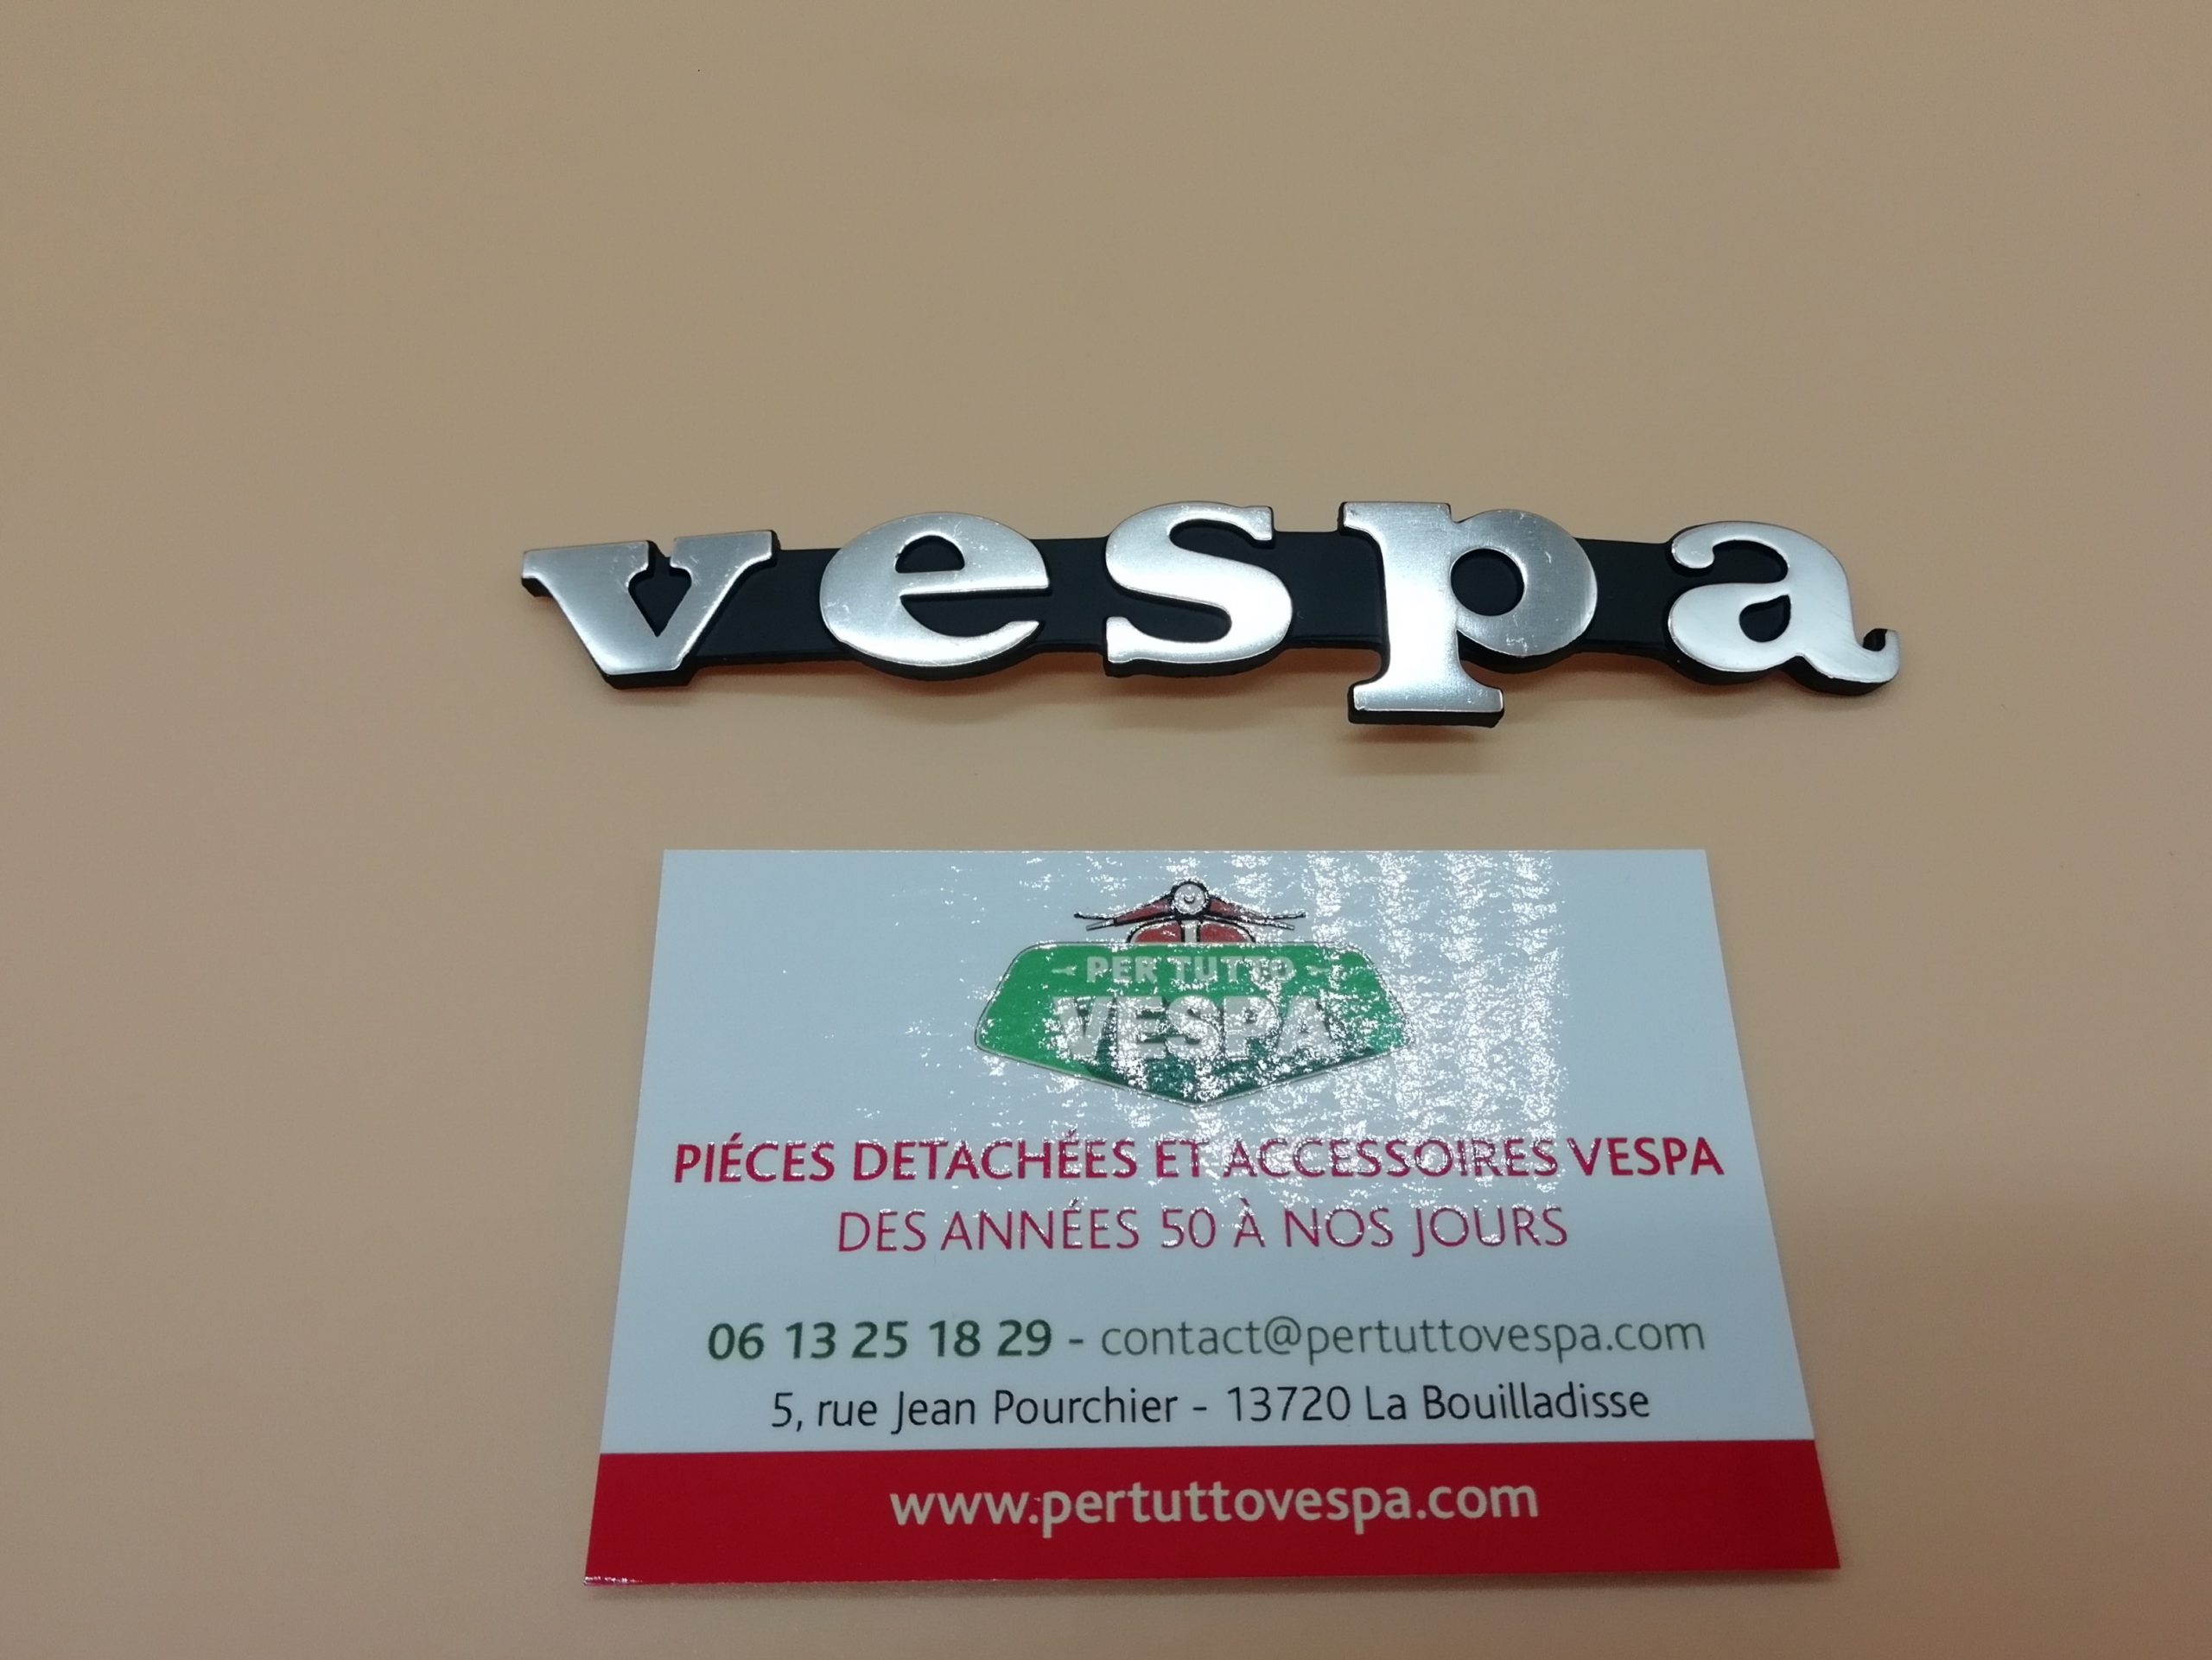 vespa
PER TUTTO
VESPA
PIÉCES DETACHÉES ET ACCESSOIRES VESPA
DES ANNÉES 50 À NOS JOURS
06 13 25 18 29 - contact@pertuttovespa.com
5, rue Jean Pourchier - 13720 La Bouilladisse
www.pertuttovespa.com